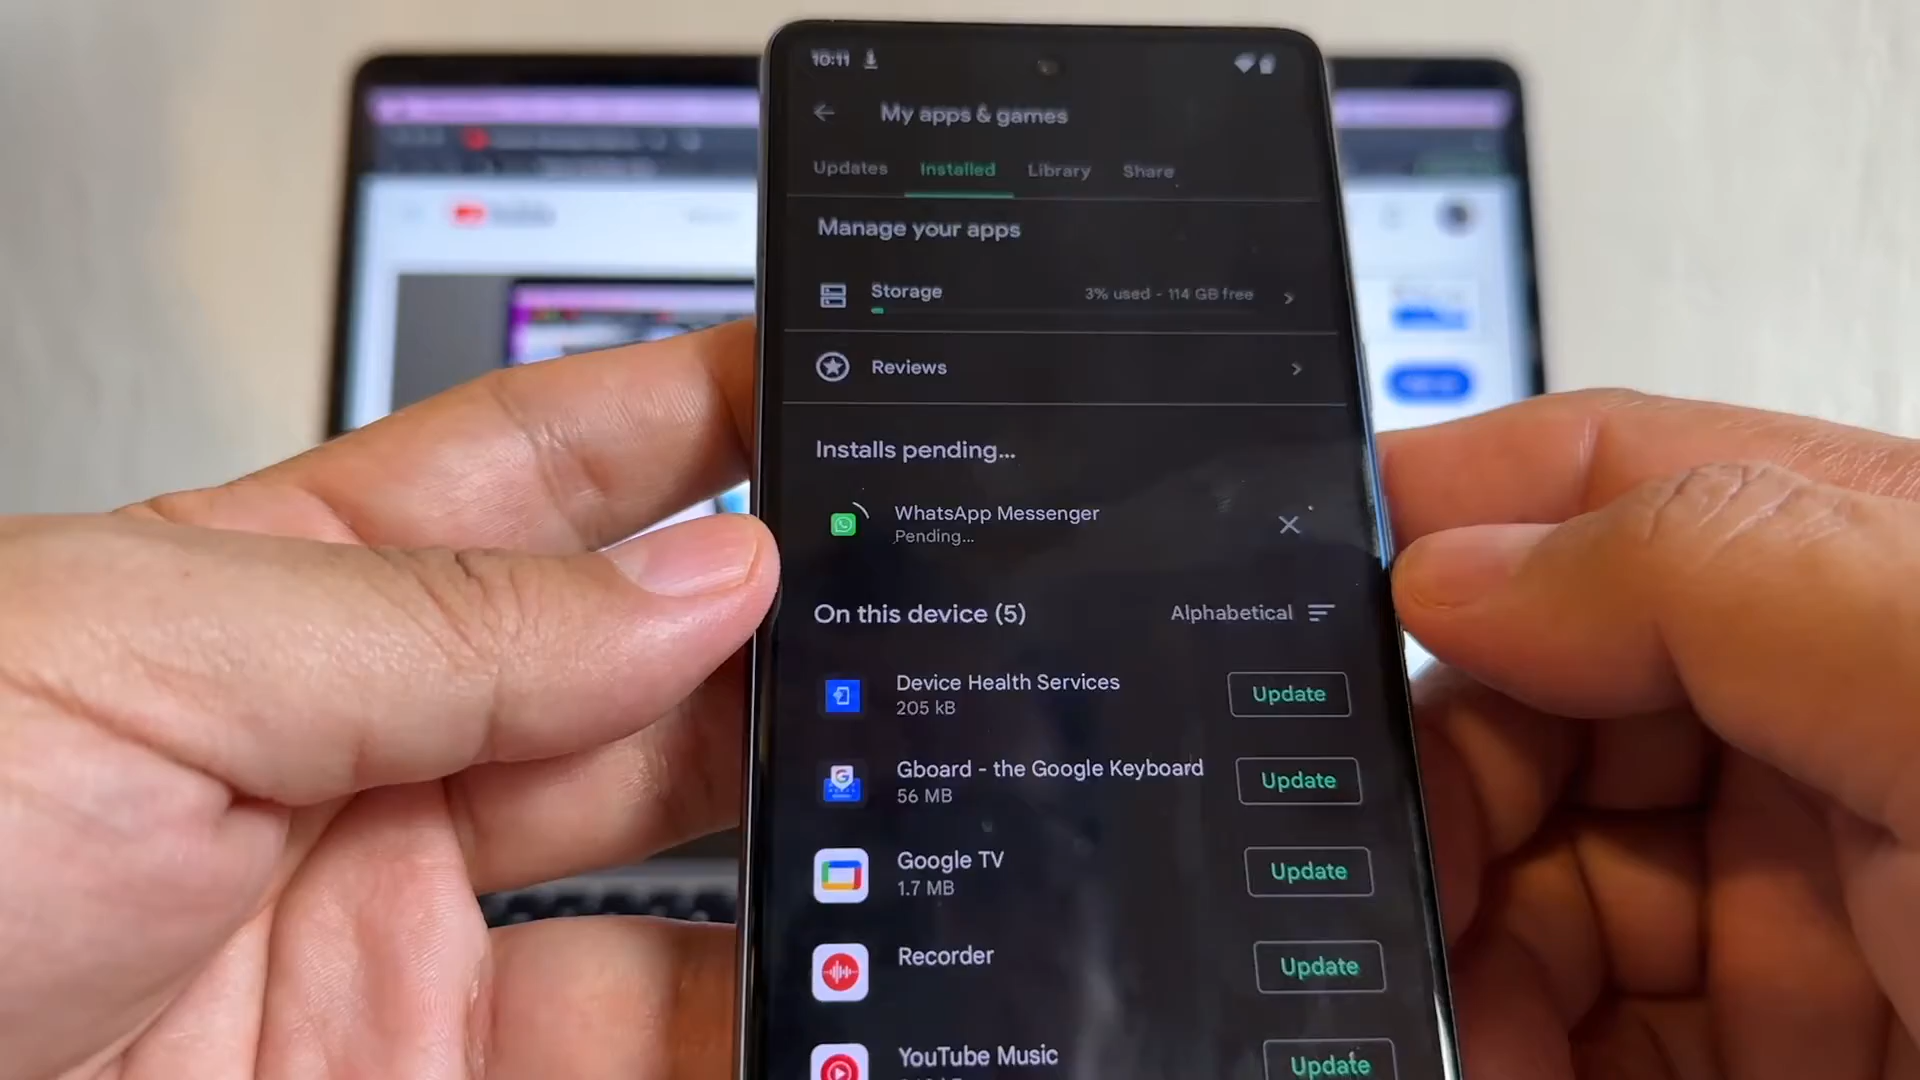 10:11
My apps & games
Updates Installed Library Share
Manage your apps
Storage 3% used - 114 GB free
Reviews
Installs pending...
WhatsApp Messenger
Pending...
On this device (5) Alphabetical
Device Health Services
205 kB
Update
Gboard - the Google Keyboard
56 MB
Update
Google TV
1.7 MB
Update
Recorder
Update
YouTube Music
Update